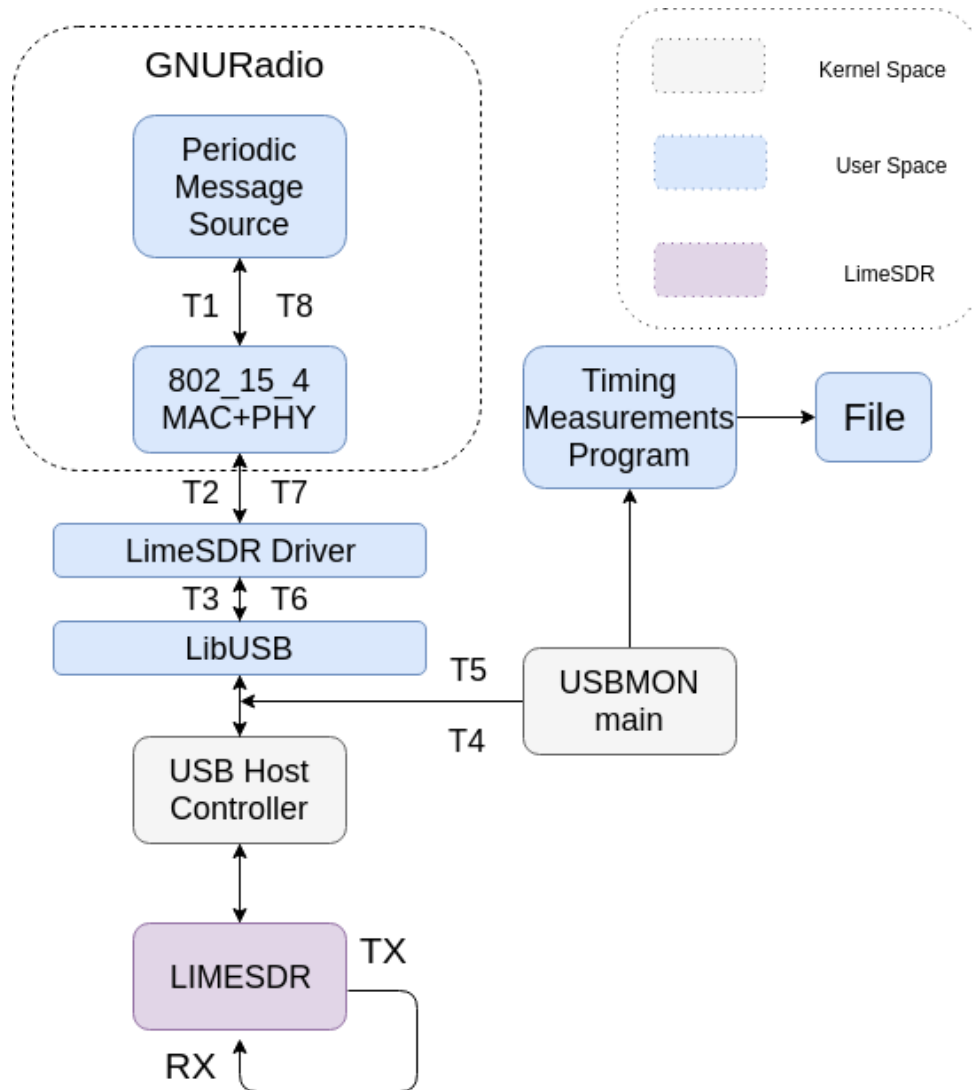 GNURadio
Periodic
Message
Source
T1 T8
802_15_4
MAC+PHY
T2 T7
LimeSDR Driver
T3 T6
LibUSB
USB Host
Controller
LIMESDR
TX
RX
Kernel Space
User Space
LimeSDR
Timing
Measurements
Program
File
T5
T4
USBMON
main